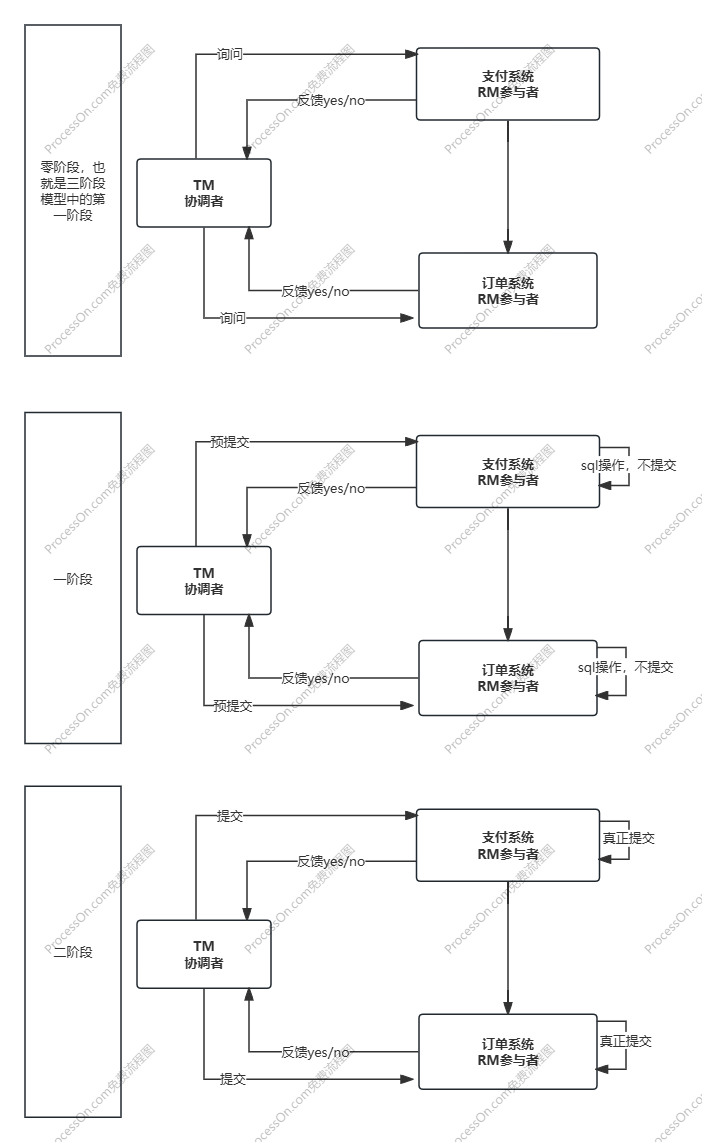 询问
支付系统
RM参与者
反馈yes/no
零阶段，也
就是三阶段
模型中的第
一阶段
TM
协调者
订单系统
RM参与者
反馈yes/no
询问
预提交
支付系统
RM参与者
sql操作，不提交
反馈yes/no
一阶段
TM
协调者
订单系统
RM参与者
sql操作，不提交
反馈yes/no
预提交
提交
支付系统
RM参与者
真正提交
反馈yes/no
二阶段
TM
协调者
订单系统
RM参与者
真正提交
反馈yes/no
提交
ProcessOn.com免费流程图